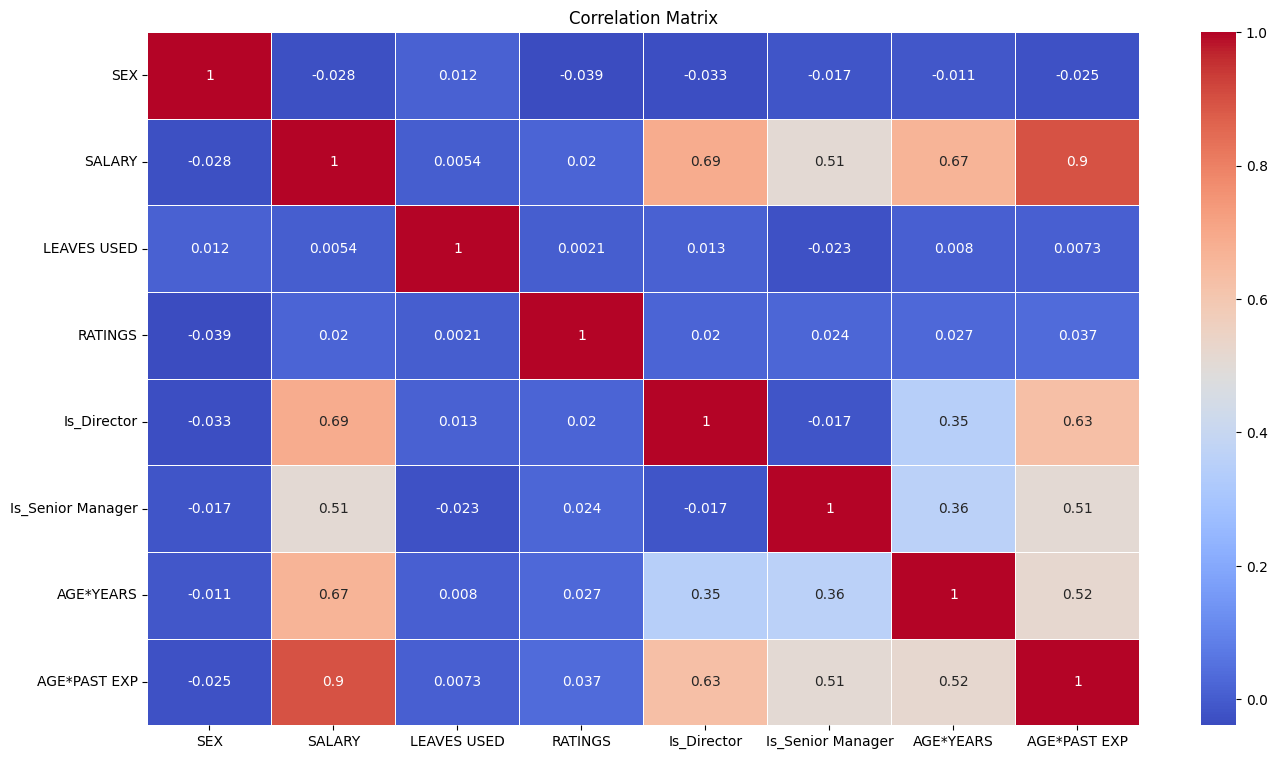 Correlation Matrix
SEX 1 -0.028 0.012 -0.039 -0.033 -0.017 -0.011 -0.025
SALARY -0.028 1 0.0054 0.02 0.69 0.51 0.67 0.9
LEAVES USED 0.012 0.0054 1 0.0021 0.013 -0.023 0.008 0.0073
RATINGS -0.039 0.02 0.0021 1 0.02 0.024 0.027 0.037
Is_Director -0.033 0.69 0.013 0.02 1 -0.017 0.35 0.63
Is_Senior Manager -0.017 0.51 -0.023 0.024 -0.017 1 0.36 0.51
AGE*YEARS -0.011 0.67 0.008 0.027 0.35 0.36 1 0.52
AGE*PAST EXP -0.025 0.9 0.0073 0.037 0.63 0.51 0.52 1
SEX SALARY LEAVES USED RATINGS Is_Director Is_Senior Manager AGE*YEARS AGE*PAST EXP
1.0
0.8
0.6
0.4
0.2
0.0